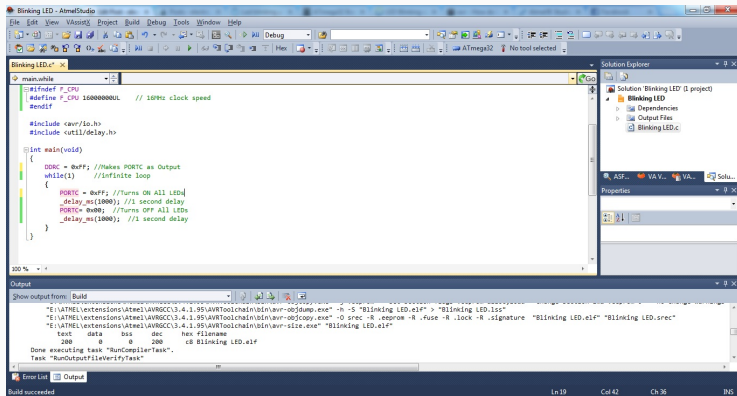 Blinking LED - AtmelStudio
File Edit View VAssistX Project Build Debug Tools Window Help
Debug
Hex
ATmega32 No tool selected
Blinking LED.c*
main.while
Go
#ifndef F_CPU
#define F_CPU 16000000UL // 16MHz clock speed
#endif
#include <avr/io.h>
#include <util/delay.h>
int main(void)
{
DDRC = 0xFF; //Makes PORTC as Output
while(1) //infinite loop
{
PORTC = 0xFF; //Turns ON All LEDs
_delay_ms(1000); //1 second delay
PORTC= 0x00; //Turns OFF All LEDs
_delay_ms(1000); //1 second delay
}
}
100 %
Solution Explorer
Solution 'Blinking LED' (1 project)
Blinking LED
Dependencies
Output Files
Blinking LED.c
ASF... VA V... VA... Solu...
Properties
Output
Show output from: Build
"E:\ATMEL\extensions\Atmel\AVRGCC\3.4.1.95\AVRToolchain\bin\avr-objdump.exe" -h -S "Blinking LED.elf" > "Blinking LED.lss"
"E:\ATMEL\extensions\Atmel\AVRGCC\3.4.1.95\AVRToolchain\bin\avr-objcopy.exe" -O srec -R .eeprom -R .fuse -R .lock -R .signature "Blinking LED.elf" "Blinking LED.srec"
"E:\ATMEL\extensions\Atmel\AVRGCC\3.4.1.95\AVRToolchain\bin\avr-size.exe" "Blinking LED.elf"
text data bss dec hex filename
200 0 0 200 c8 Blinking LED.elf
Done executing task "RunCompilerTask".
Task "RunOutputFileVerifyTask"
Error List Output
Build succeeded Ln 19 Col 42 Ch 36 INS